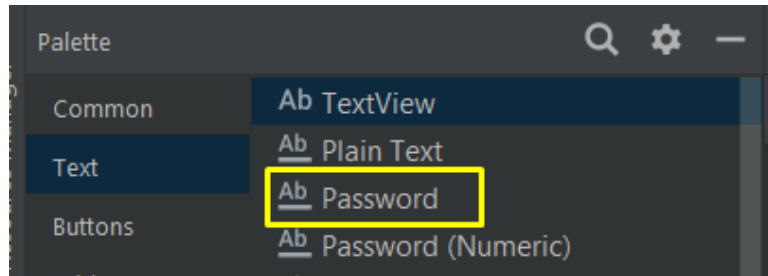 Palette
Common
Text
Buttons
Ab TextView
Ab Plain Text
Ab Password
Ab Password (Numeric)